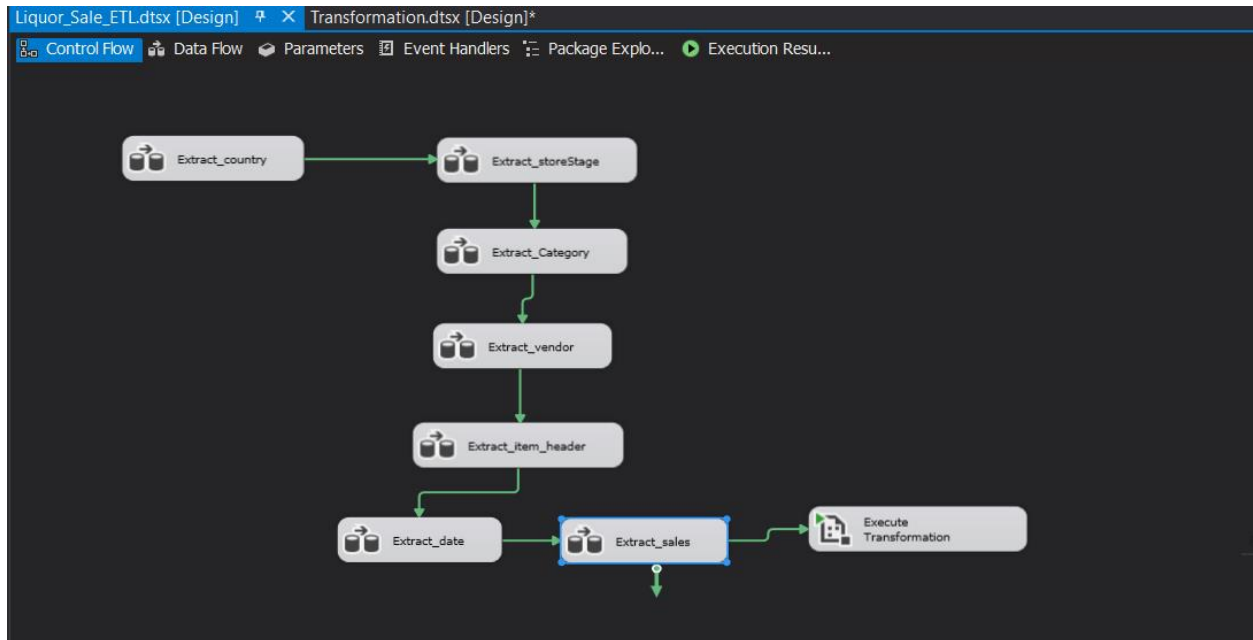 Liquor_Sale_ETL.dtsx [Design] Transformation.dtsx [Design]*
Control Flow Data Flow Parameters Event Handlers Package Explo... Execution Resu...
Extract_country
Extract_storeStage
Extract_Category
Extract_vendor
Extract_item_header
Extract_date
Extract_sales
Execute
Transformation